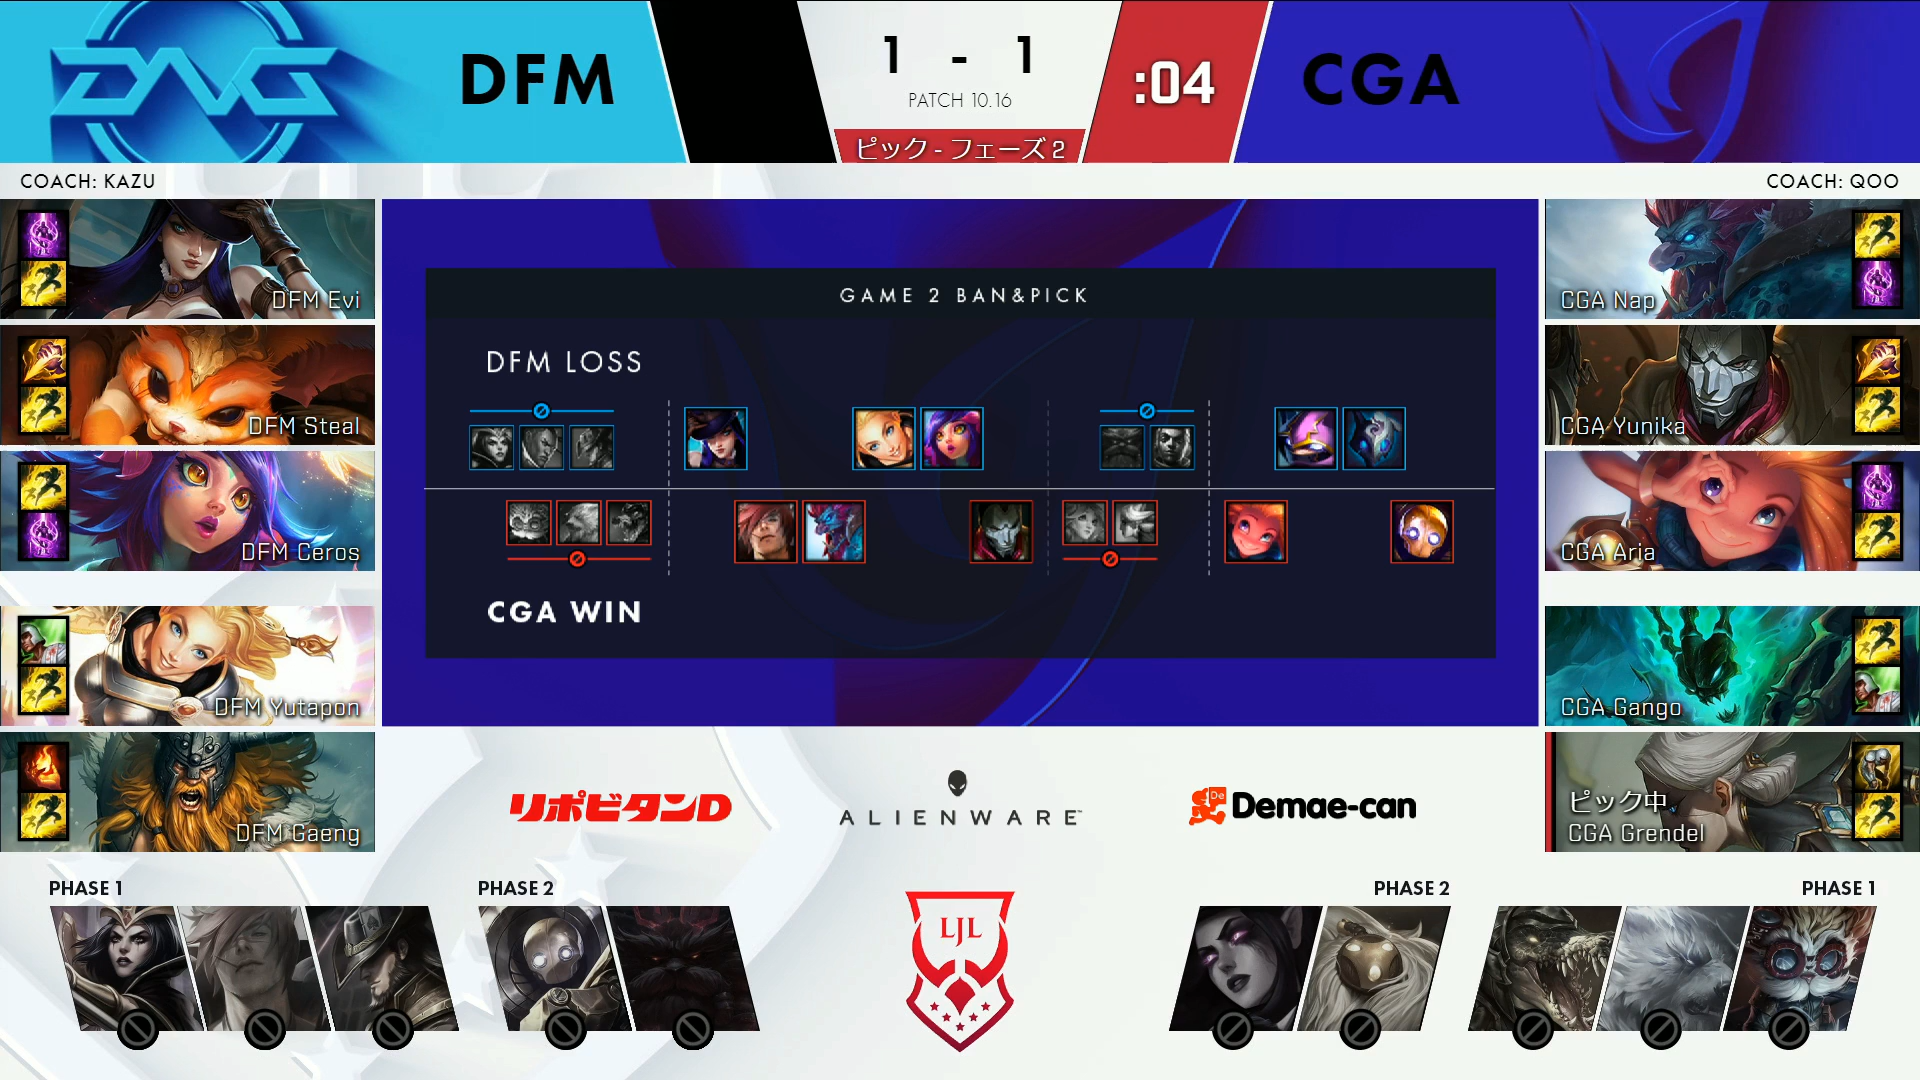 DFM
1 - 1
PATCH 10.16
ピック - フェーズ 2
:04
CGA
COACH: KAZU
COACH: QOO
DFM Evi
DFM Steal
DFM Ceros
DFM Yutapon
DFM Gaeng
GAME 2 BAN&PICK
DFM LOSS
CGA WIN
CGA Nap
CGA Yunika
CGA Aria
CGA Gango
ピック中
CGA Grendel
リポビタンD
ALIENWARE
De
Demae-can
PHASE 1
PHASE 2
LJL
PHASE 2
PHASE 1